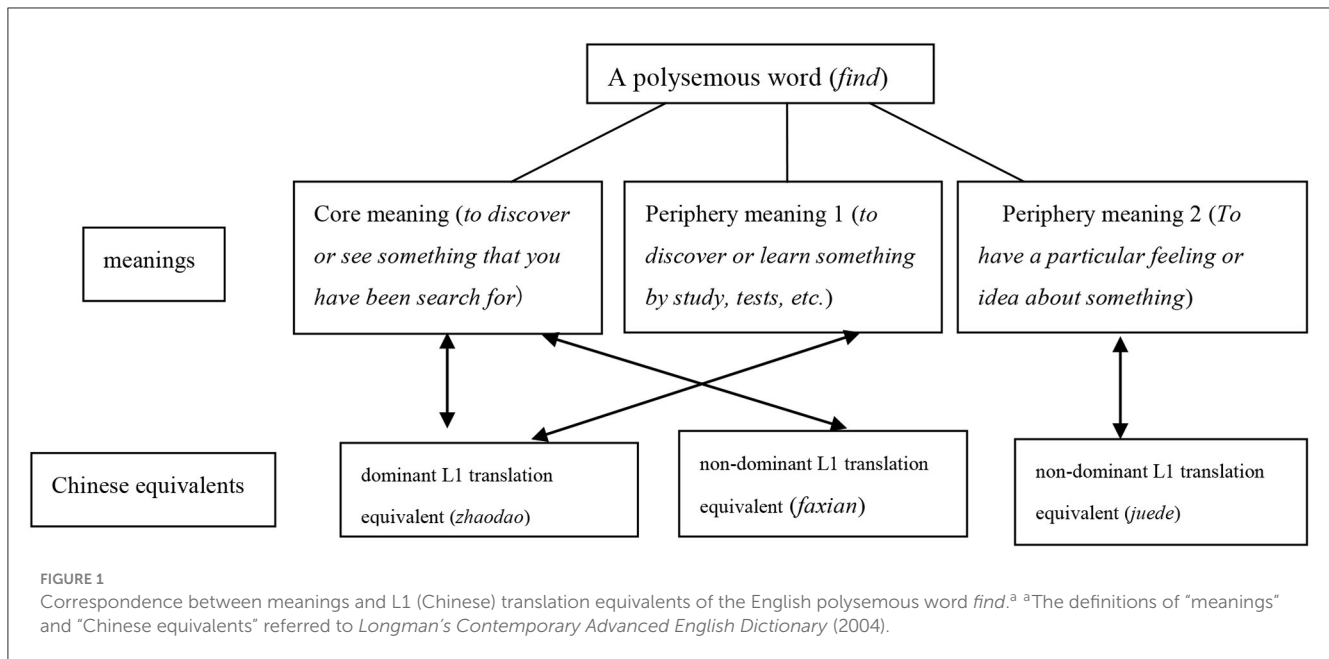 A polysemous word (find)
meanings
Core meaning (to discover
or see something that you
have been search for）
Periphery meaning 1 (to
discover or learn something
by study, tests, etc.)
Periphery meaning 2 (To
have a particular feeling or
idea about something)
Chinese equivalents
dominant L1 translation
equivalent (zhaodao)
non-dominant L1 translation
equivalent (faxian)
non-dominant L1 translation
equivalent (juede)
FIGURE 1
Correspondence between meanings and L1 (Chinese) translation equivalents of the English polysemous word find.ª ªThe definitions of "meanings"
and "Chinese equivalents" referred to Longman's Contemporary Advanced English Dictionary (2004).